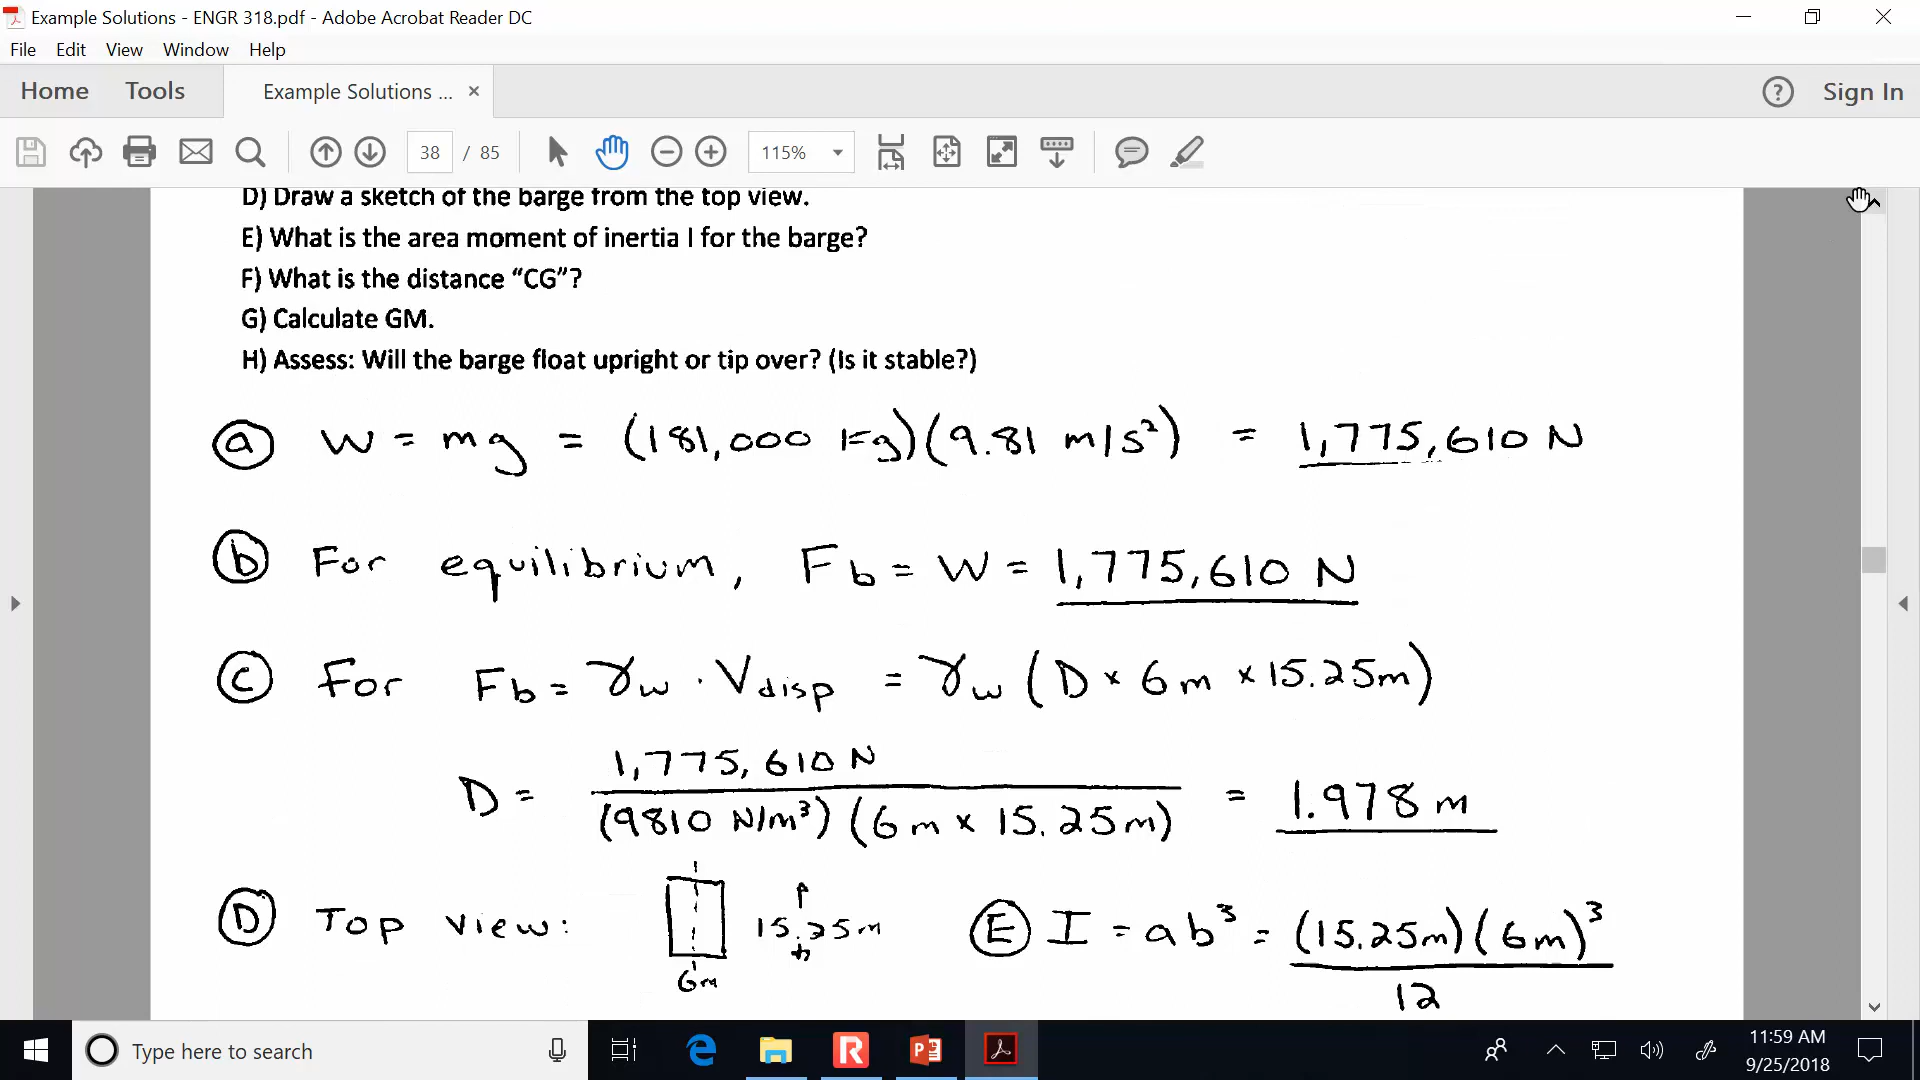 Example Solutions - ENGR 318.pdf - Adobe Acrobat Reader DC
File Edit View Window Help
Home Tools Example Solutions ... × ? Sign In
38 / 85 115%
D) Draw a sketch of the barge from the top view.
E) What is the area moment of inertia I for the barge?
F) What is the distance “CG”?
G) Calculate GM.
H) Assess: Will the barge float upright or tip over? (Is it stable?)
a W = mg = (181,000 kg)(9.81 m/s²) = 1,775,610 N
b For equilibrium, Fb = W = 1,775,610 N
c For Fb = γw · Vdisp = γw (D × 6m × 15.25m)
D = 1,775,610 N / (9810 N/m³)(6m × 15.25m) = 1.978 m
D Top view: 15.25m 6m
E I = ab³ = (15.25m)(6m)³ / 12
Type here to search
11:59 AM
9/25/2018